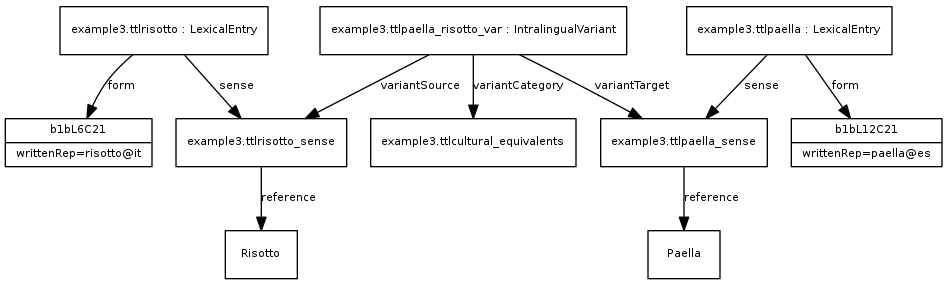 example3.ttlrisotto : LexicalEntry
example3.ttlpaella_risotto_var : IntralingualVariant
example3.ttlpaella : LexicalEntry
form
sense
variantSource
variantCategory
variantTarget
sense
form
b1bL6C21
writtenRep=risotto@it
example3.ttlrisotto_sense
example3.ttlcultural_equivalents
example3.ttlpaella_sense
b1bL12C21
writtenRep=paella@es
reference
reference
Risotto
Paella